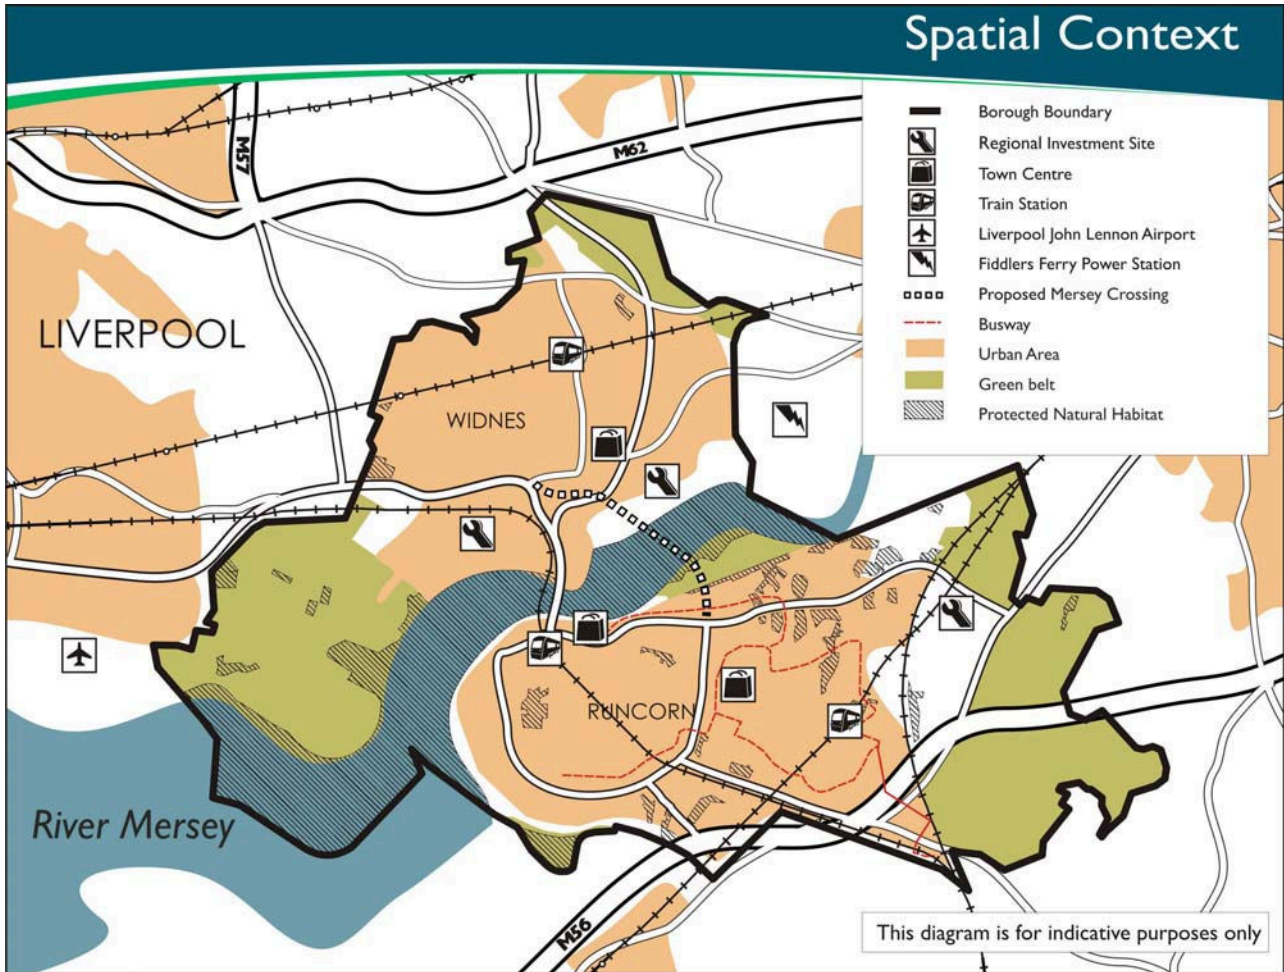 Spatial Context
Borough Boundary
Regional Investment Site
Town Centre
Train Station
Liverpool John Lennon Airport
Fiddlers Ferry Power Station
Proposed Mersey Crossing
Busway
Urban Area
Green belt
Protected Natural Habitat
M57
M62
LIVERPOOL
WIDNES
RUNCORN
River Mersey
M56
This diagram is for indicative purposes only